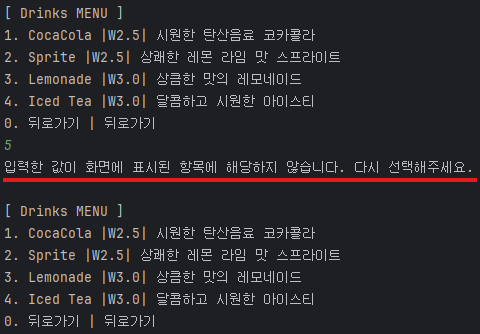 [ Drinks MENU ]
1. CocaCola |W2.5| 시원한 탄산음료 코카콜라
2. Sprite |W2.5| 상쾌한 레몬 라임 맛 스프라이트
3. Lemonade |W3.0| 상큼한 맛의 레모네이드
4. Iced Tea |W3.0| 달콤하고 시원한 아이스티
0. 뒤로가기 | 뒤로가기
5
입력한 값이 화면에 표시된 항목에 해당하지 않습니다. 다시 선택해주세요.
[ Drinks MENU ]
1. CocaCola |W2.5| 시원한 탄산음료 코카콜라
2. Sprite |W2.5| 상쾌한 레몬 라임 맛 스프라이트
3. Lemonade |W3.0| 상큼한 맛의 레모네이드
4. Iced Tea |W3.0| 달콤하고 시원한 아이스티
0. 뒤로가기 | 뒤로가기